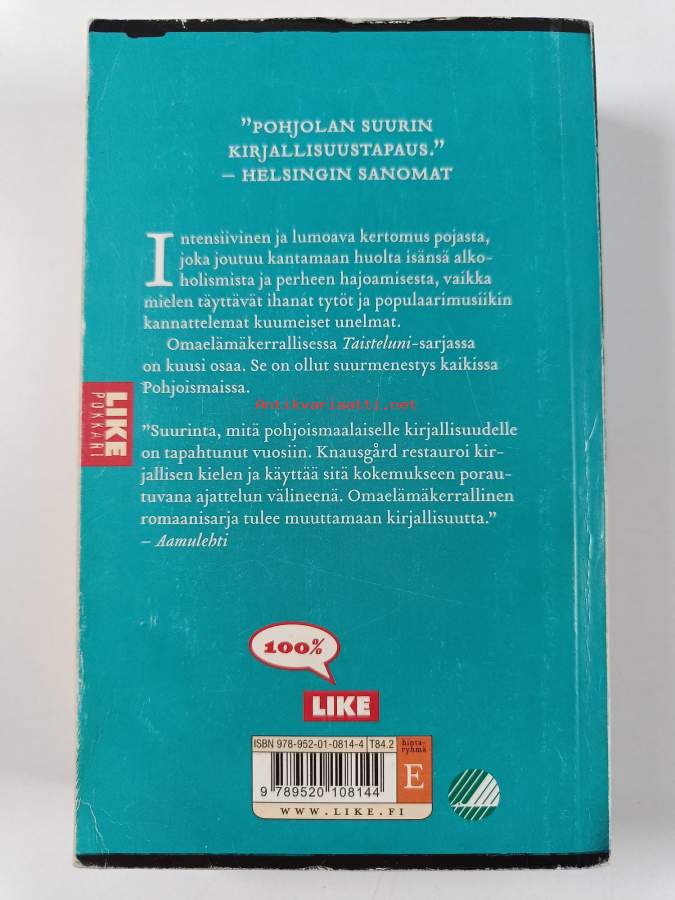 ”POHJOLAN SUURIN
KIRJALLISUUSTAPAUS.”
– HELSINGIN SANOMAT
Intensiivinen ja lumoava kertomus pojasta,
joka joutuu kantamaan huolta isänsä alko-
holismista ja perheen hajoamisesta, vaikka
mielen täyttävät ihanat tytöt ja populaarimusiikin
kannattelemat kuumeiset unelmat.
Omaelämäkerrallisessa Taisteluni-sarjassa
on kuusi osaa. Se on ollut suurmenestys kaikissa
Pohjoismaissa.
Antikvariaatti.net
LIKE
POKKARI
”Suurinta, mitä pohjoismaalaiselle kirjallisuudelle
on tapahtunut vuosiin. Knausgård restauroi kir-
jallisen kielen ja käyttää sitä kokemukseen porau-
tuvana ajattelun välineenä. Omaelämäkerrallinen
romaanisarja tulee muuttamaan kirjallisuutta.”
– Aamulehti
100%
LIKE
ISBN 978-952-01-0814-4 T84.2
hinta-
ryhmä
E
9 789520 108144
WWW.LIKE.FI